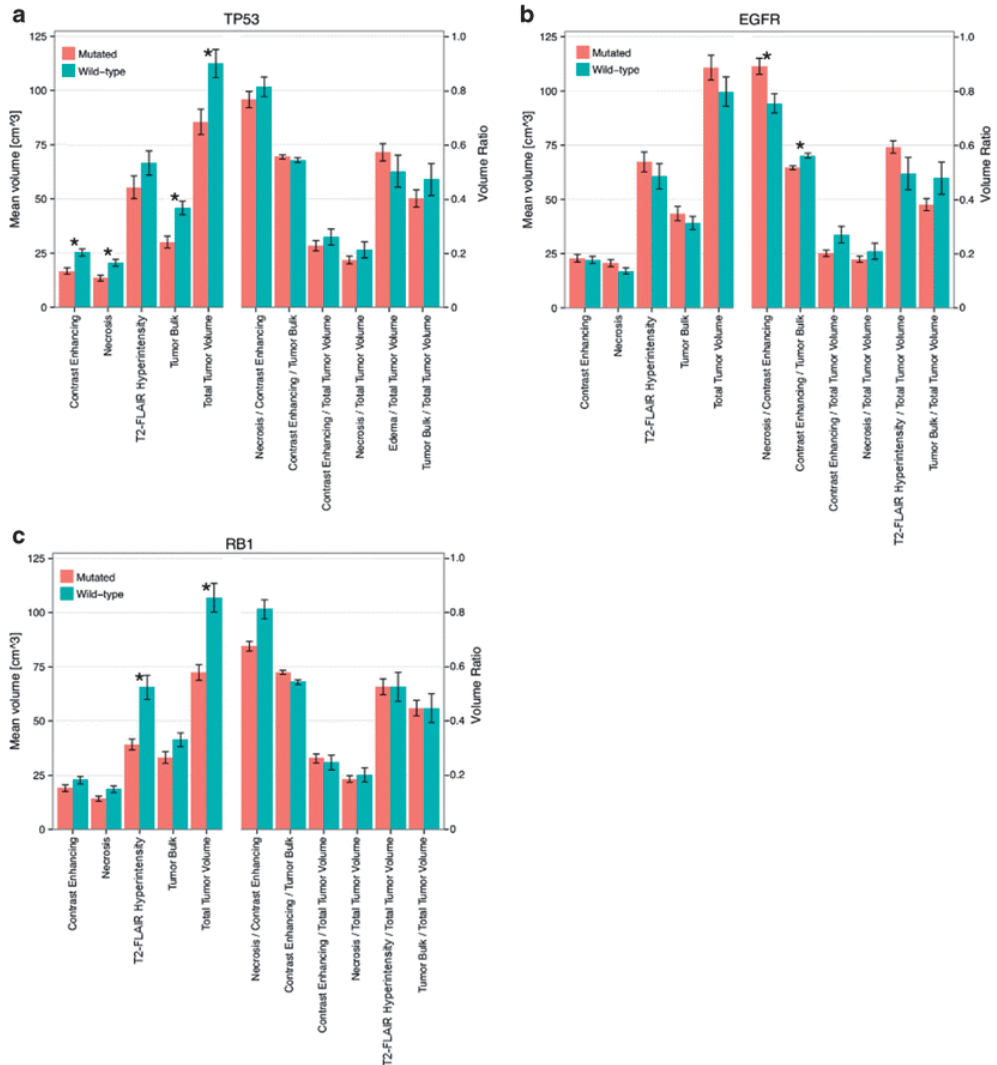 a
TP53
Mutated
Wild-type
Mean volume [cm^3]
125
100
75
50
25
0
*
*
*
*
1.0
0.8
0.6
0.4
0.2
0
Volume Ratio
Contrast Enhancing
Necrosis
T2-FLAIR Hyperintensity
Tumor Bulk
Total Tumor Volume
Necrosis / Contrast Enhancing
Contrast Enhancing / Tumor Bulk
Contrast Enhancing / Total Tumor Volume
Necrosis / Total Tumor Volume
Edema / Total Tumor Volume
Tumor Bulk / Total Tumor Volume
b
EGFR
Mutated
Wild-type
Mean volume [cm^3]
125
100
75
50
25
0
*
*
1.0
0.8
0.6
0.4
0.2
0
Volume Ratio
Contrast Enhancing
Necrosis
T2-FLAIR Hyperintensity
Tumor Bulk
Total Tumor Volume
Necrosis / Contrast Enhancing
Contrast Enhancing / Tumor Bulk
Contrast Enhancing / Total Tumor Volume
Necrosis / Total Tumor Volume
T2-FLAIR Hyperintensity / Total Tumor Volume
Tumor Bulk / Total Tumor Volume
c
RB1
Mutated
Wild-type
Mean volume [cm^3]
125
100
75
50
25
0
*
*
1.0
0.8
0.6
0.4
0.2
0
Volume Ratio
Contrast Enhancing
Necrosis
T2-FLAIR Hyperintensity
Tumor Bulk
Total Tumor Volume
Necrosis / Contrast Enhancing
Contrast Enhancing / Tumor Bulk
Contrast Enhancing / Total Tumor Volume
Necrosis / Total Tumor Volume
T2-FLAIR Hyperintensity / Total Tumor Volume
Tumor Bulk / Total Tumor Volume